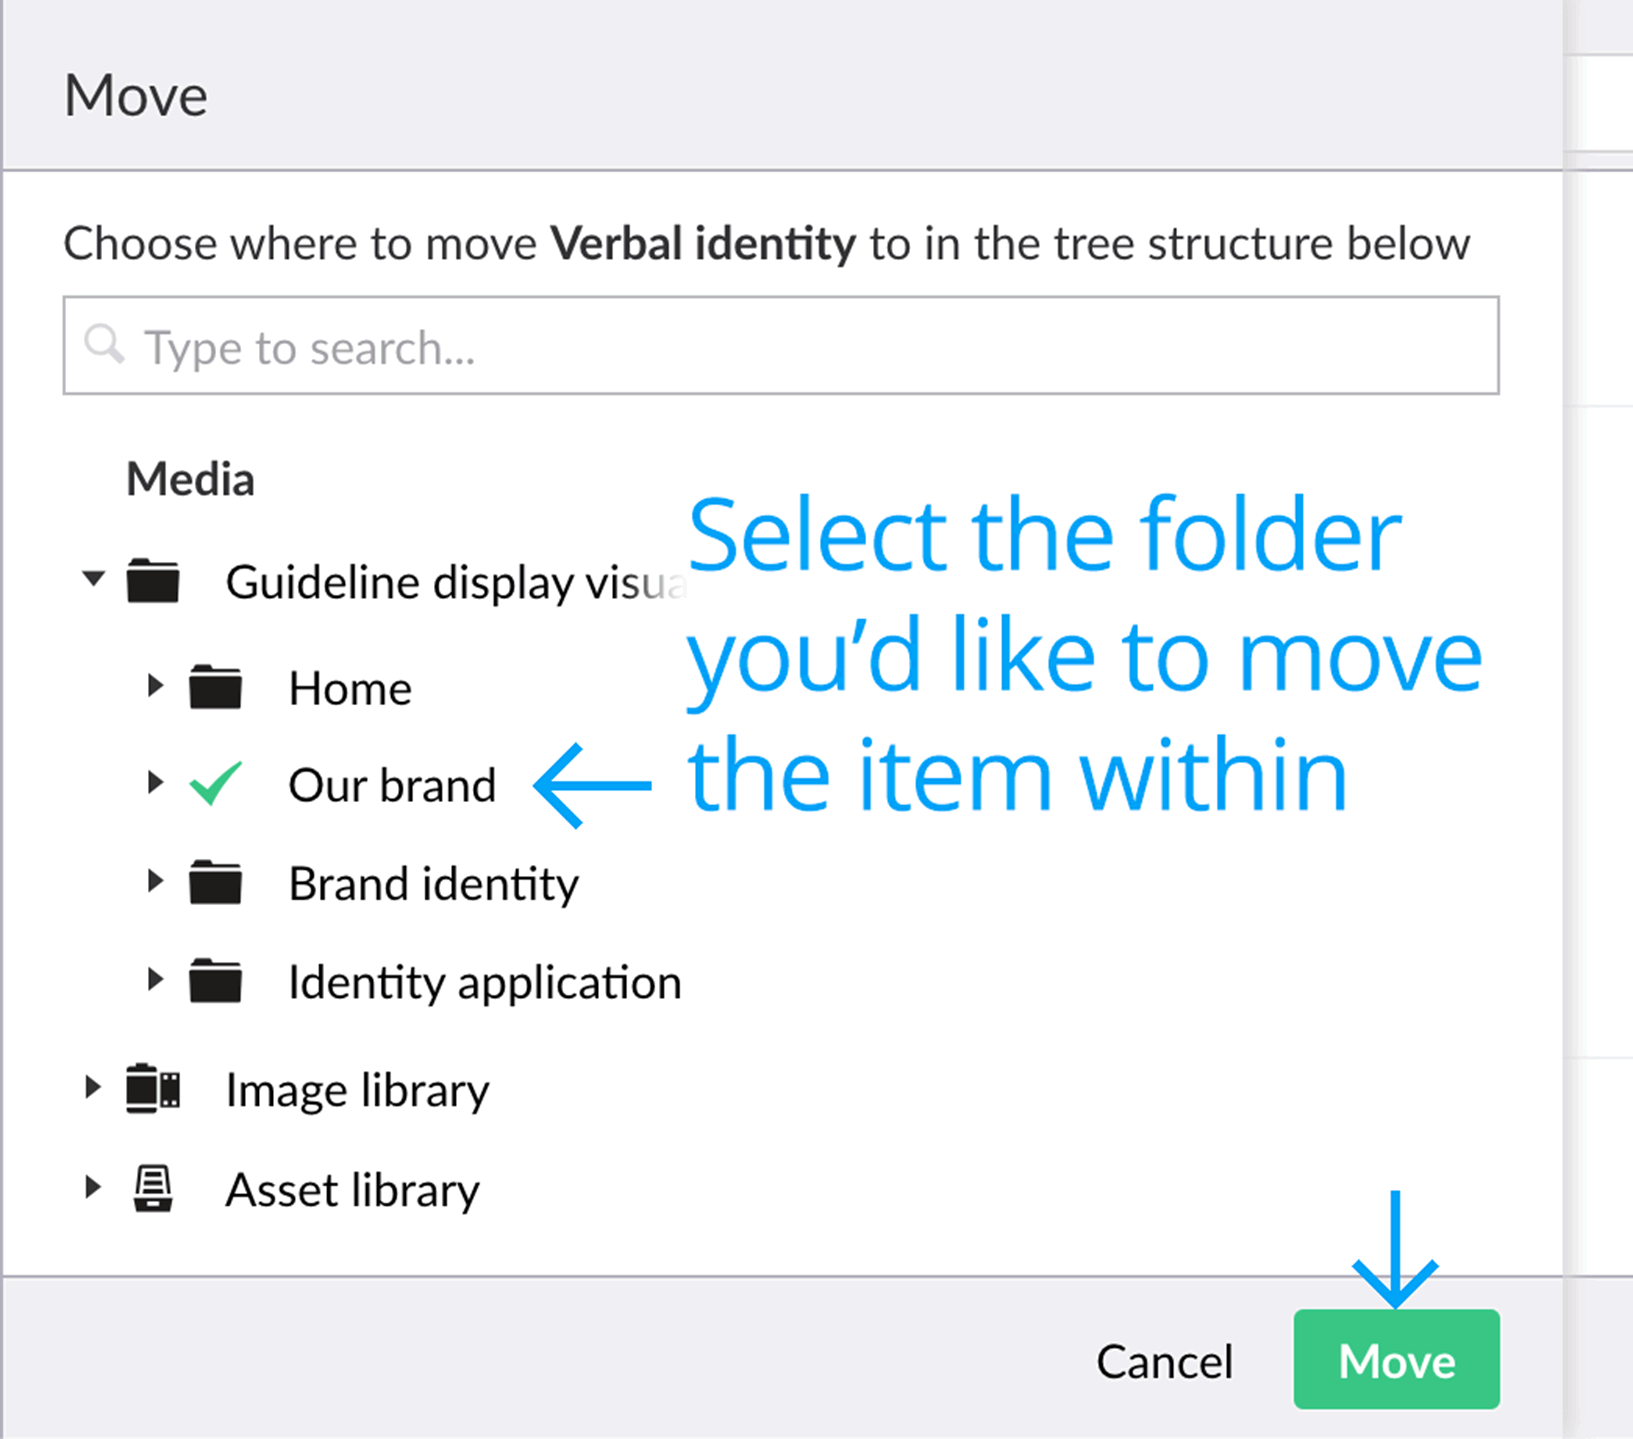 Move
Choose where to move Verbal identity to in the tree structure below
Type to search...
Media
Guideline display visua
Home
Our brand
Brand identity
Identity application
Image library
Asset library
Select the folder
you’d like to move
the item within
Cancel
Move